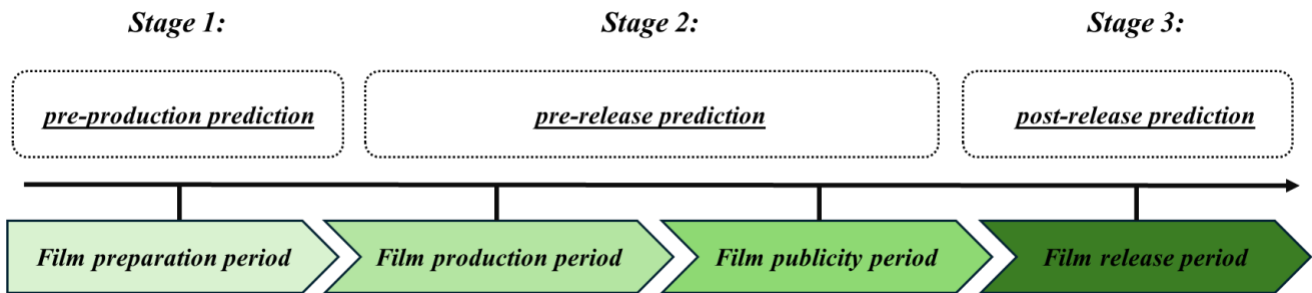 Stage 1:
Stage 2:
Stage 3:
pre-production prediction
pre-release prediction
post-release prediction
Film preparation period
Film production period
Film publicity period
Film release period